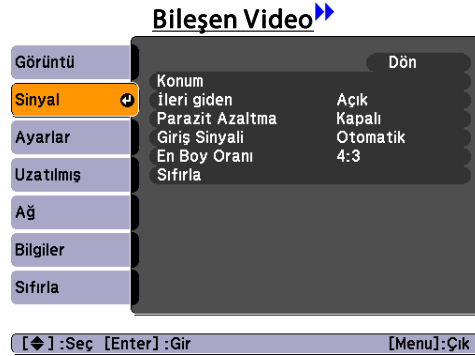 Bileşen Video
Görüntü
Sinyal
Ayarlar
Uzatılmış
Ağ
Bilgiler
Sıfırla
Dön
Konum
İleri giden Açık
Parazit Azaltma Kapalı
Giriş Sinyali Otomatik
En Boy Oranı 4:3
Sıfırla
[◆]:Seç [Enter]:Gir [Menu]:Çık